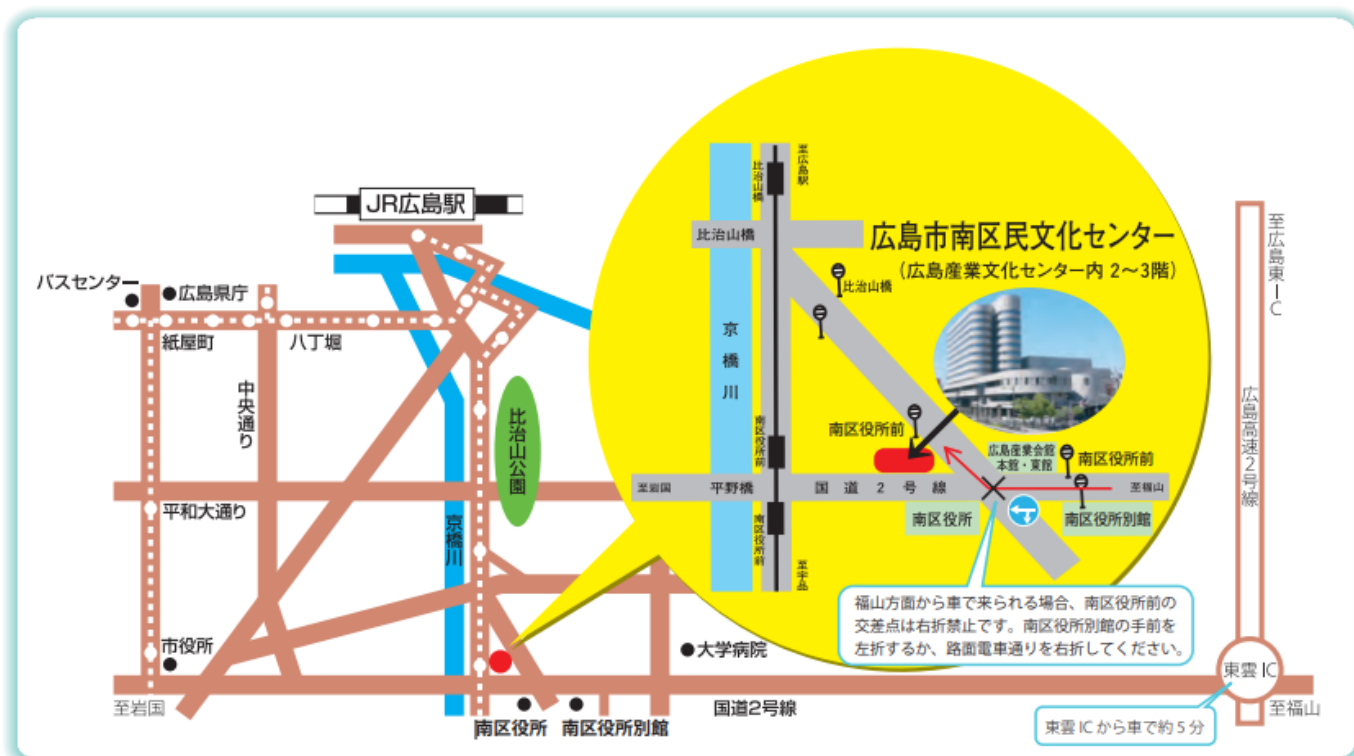 JR広島駅
バスセンター
広島県庁
紙屋町
八丁堀
中央通り
比治山公園
平和大通り
京橋川
市役所
大学病院
至岩国
南区役所
南区役所別館
国道2号線
至福山
東雲 IC
東雲 IC から車で約 5 分
至広島東IC
広島高速2号線
広島市南区民文化センター
(広島産業文化センター内 2〜3階)
至広島駅
比治山橋
比治山橋
比治山橋
京橋川
南区役所前
南区役所前
広島産業会館
本館・東館
南区役所前
至岩国
平野橋
国道2号線
至福山
南区役所前
南区役所
南区役所別館
至宇品
福山方面から車で来られる場合、南区役所前の
交差点は右折禁止です。南区役所別館の手前を
左折するか、路面電車通りを右折してください。